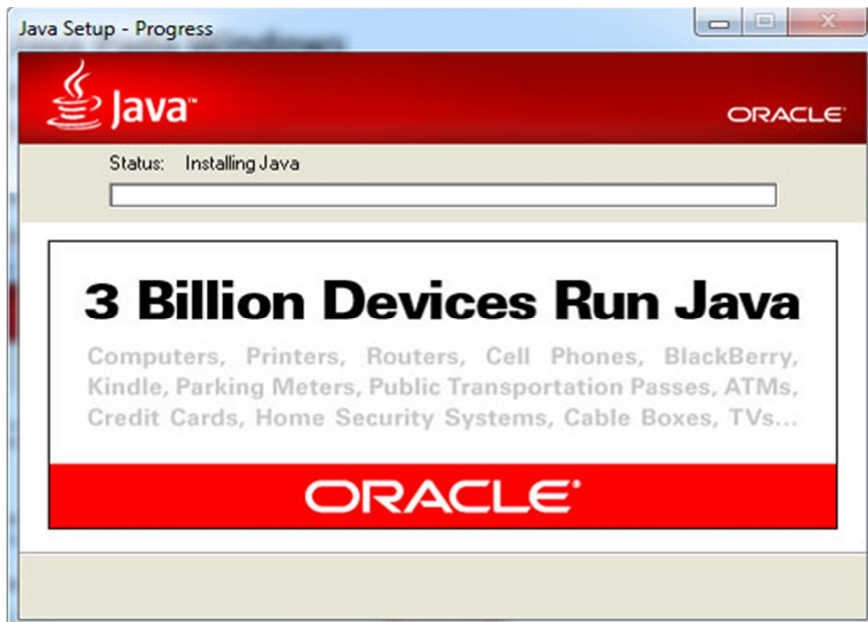 Java Setup - Progress
Java™
ORACLE®
Status: Installing Java
3 Billion Devices Run Java
Computers, Printers, Routers, Cell Phones, BlackBerry,
Kindle, Parking Meters, Public Transportation Passes, ATMs,
Credit Cards, Home Security Systems, Cable Boxes, TVs...
ORACLE®